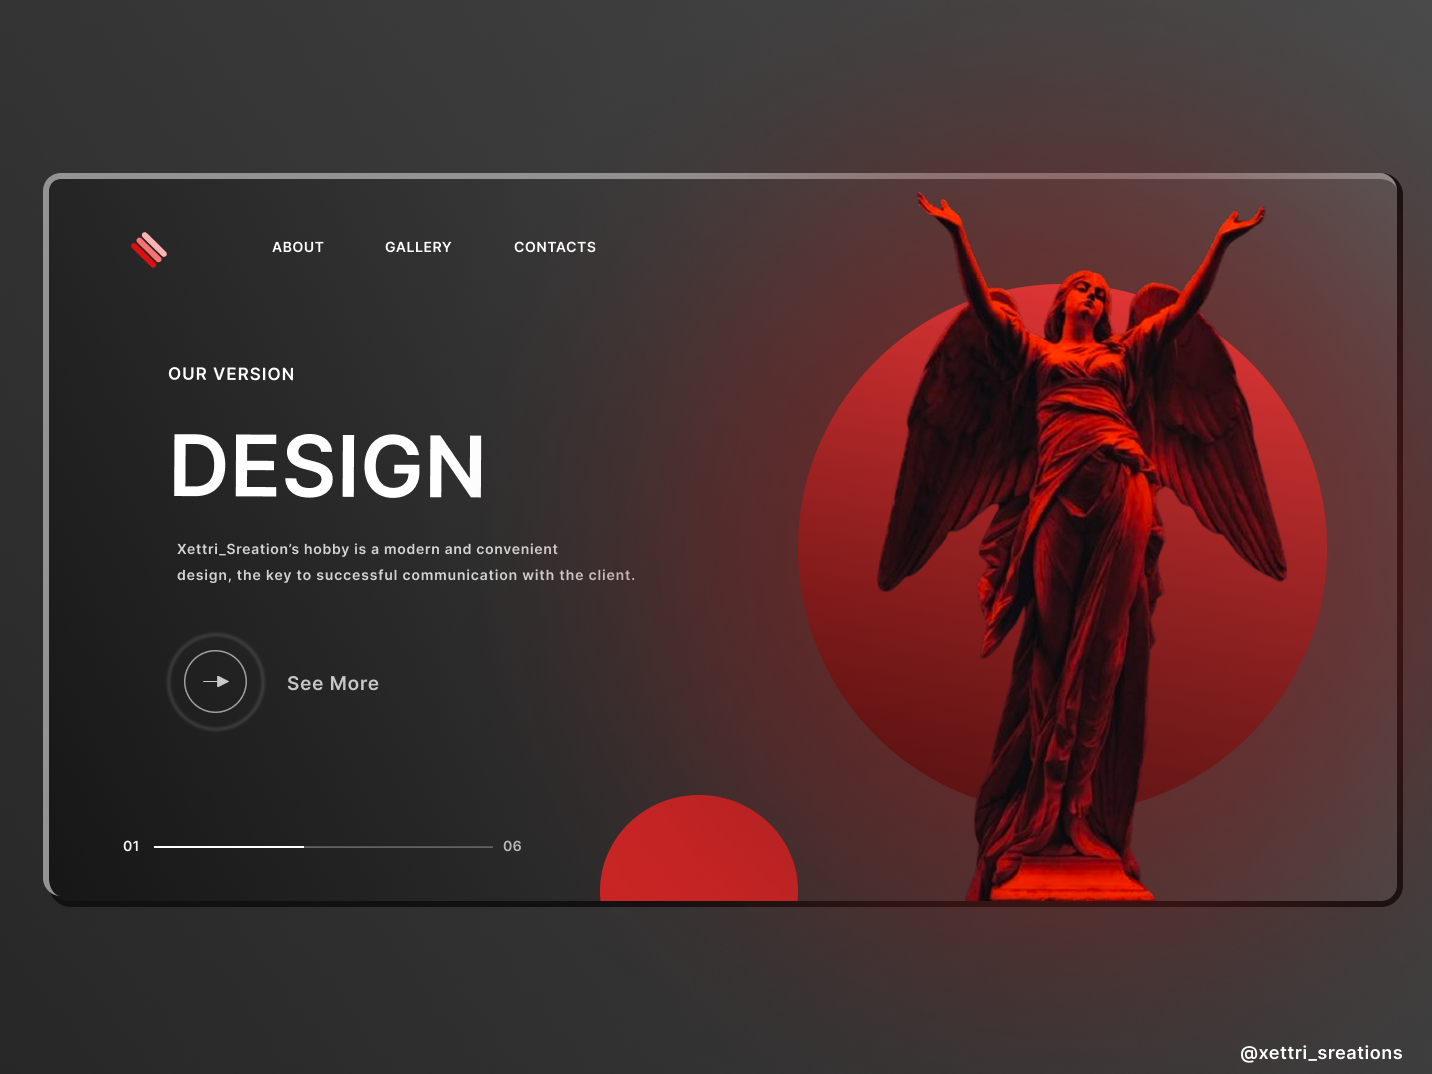 ABOUT GALLERY CONTACTS
OUR VERSION
DESIGN
Xettri_Sreation’s hobby is a modern and convenient
design, the key to successful communication with the client.
See More
01 06
@xettri_sreations